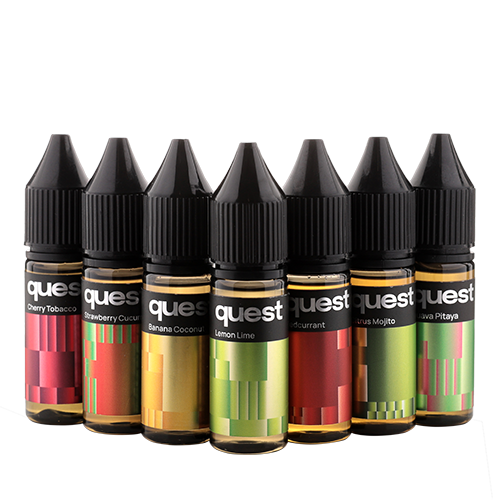 quest
Cherry Tobacco
quest
Strawberry Cucu
quest
Banana Coconut
quest
Lemon Lime
quest
dcurrant
quest
rus Mojito
quest
ava Pitaya